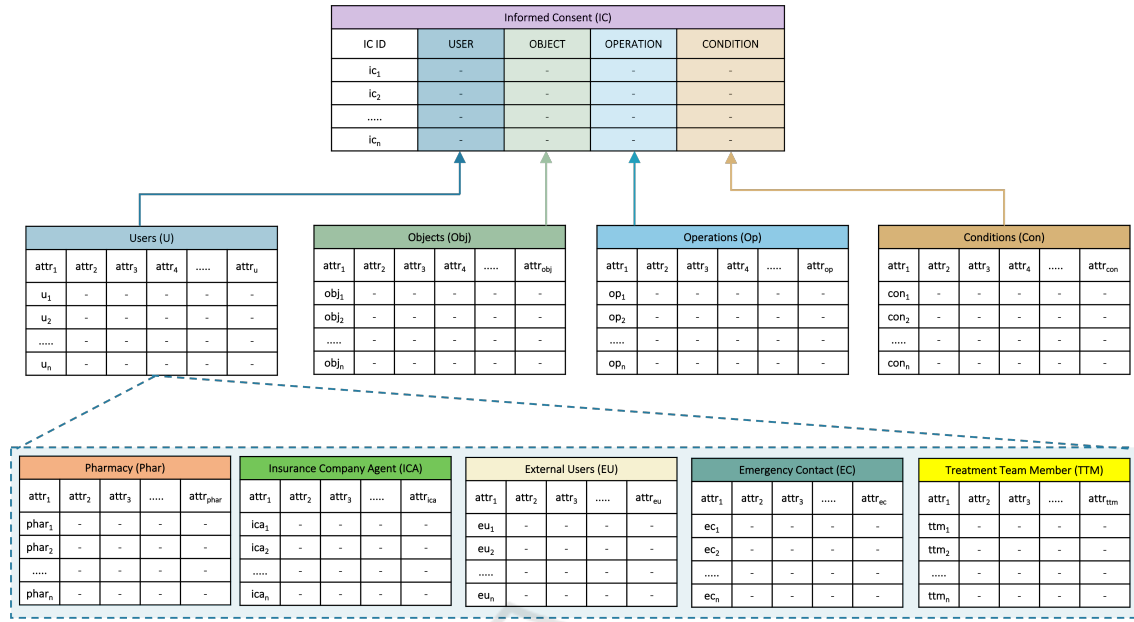 Informed Consent (IC)
IC ID USER OBJECT OPERATION CONDITION
ic1 - - - -
ic2 - - - -
..... - - - -
icn - - - -
Users (U)
attr1 attr2 attr3 attr4 ..... attru
u1 - - - - -
u2 - - - - -
..... - - - - -
un - - - - -
Objects (Obj)
attr1 attr2 attr3 attr4 ..... attrobj
obj1 - - - - -
obj2 - - - - -
..... - - - - -
objn - - - - -
Operations (Op)
attr1 attr2 attr3 attr4 ..... attrop
op1 - - - - -
op2 - - - - -
..... - - - - -
opn - - - - -
Conditions (Con)
attr1 attr2 attr3 attr4 ..... attrcon
con1 - - - - -
con2 - - - - -
..... - - - - -
conn - - - - -
Pharmacy (Phar)
attr1 attr2 attr3 ..... attrphar
phar1 - - - -
phar2 - - - -
..... - - - -
pharn - - - -
Insurance Company Agent (ICA)
attr1 attr2 attr3 ..... attrica
ica1 - - - -
ica2 - - - -
..... - - - -
ican - - - -
External Users (EU)
attr1 attr2 attr3 ..... attreu
eu1 - - - -
eu2 - - - -
..... - - - -
eun - - - -
Emergency Contact (EC)
attr1 attr2 attr3 ..... attrec
ec1 - - - -
ec2 - - - -
..... - - - -
ecn - - - -
Treatment Team Member (TTM)
attr1 attr2 attr3 ..... attrttm
ttm1 - - - -
ttm2 - - - -
..... - - - -
ttmn - - - -